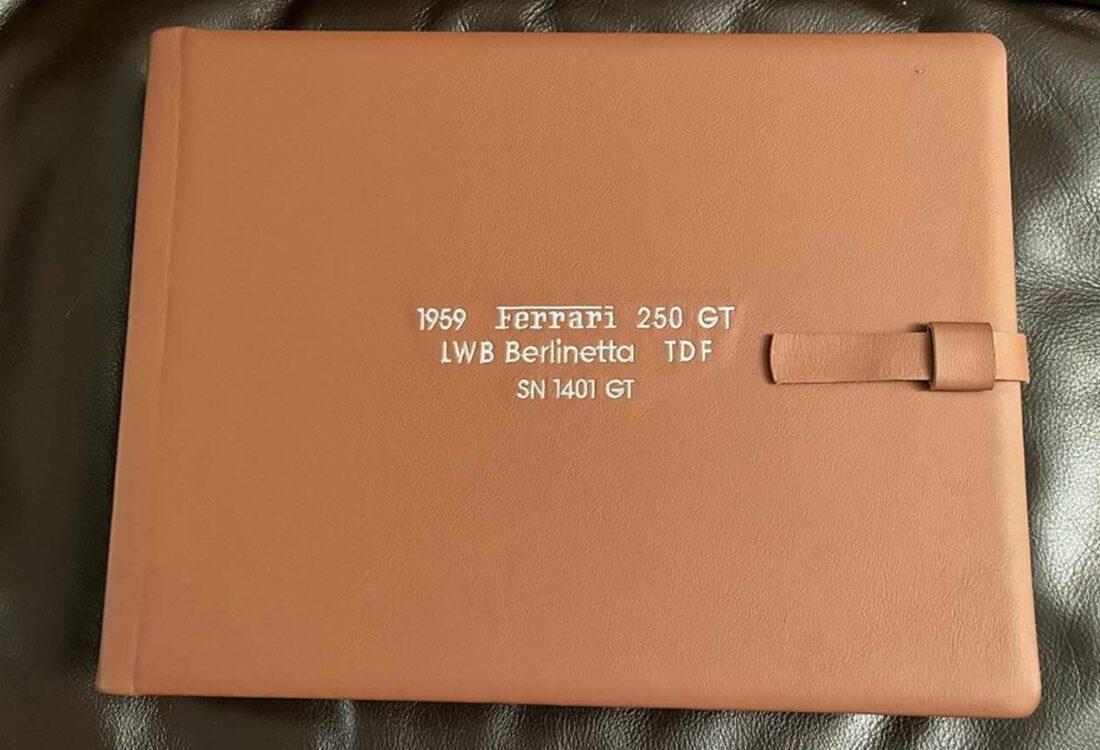 1959 Ferrari 250 GT
LWB Berlinetta TDF
SN 1401 GT